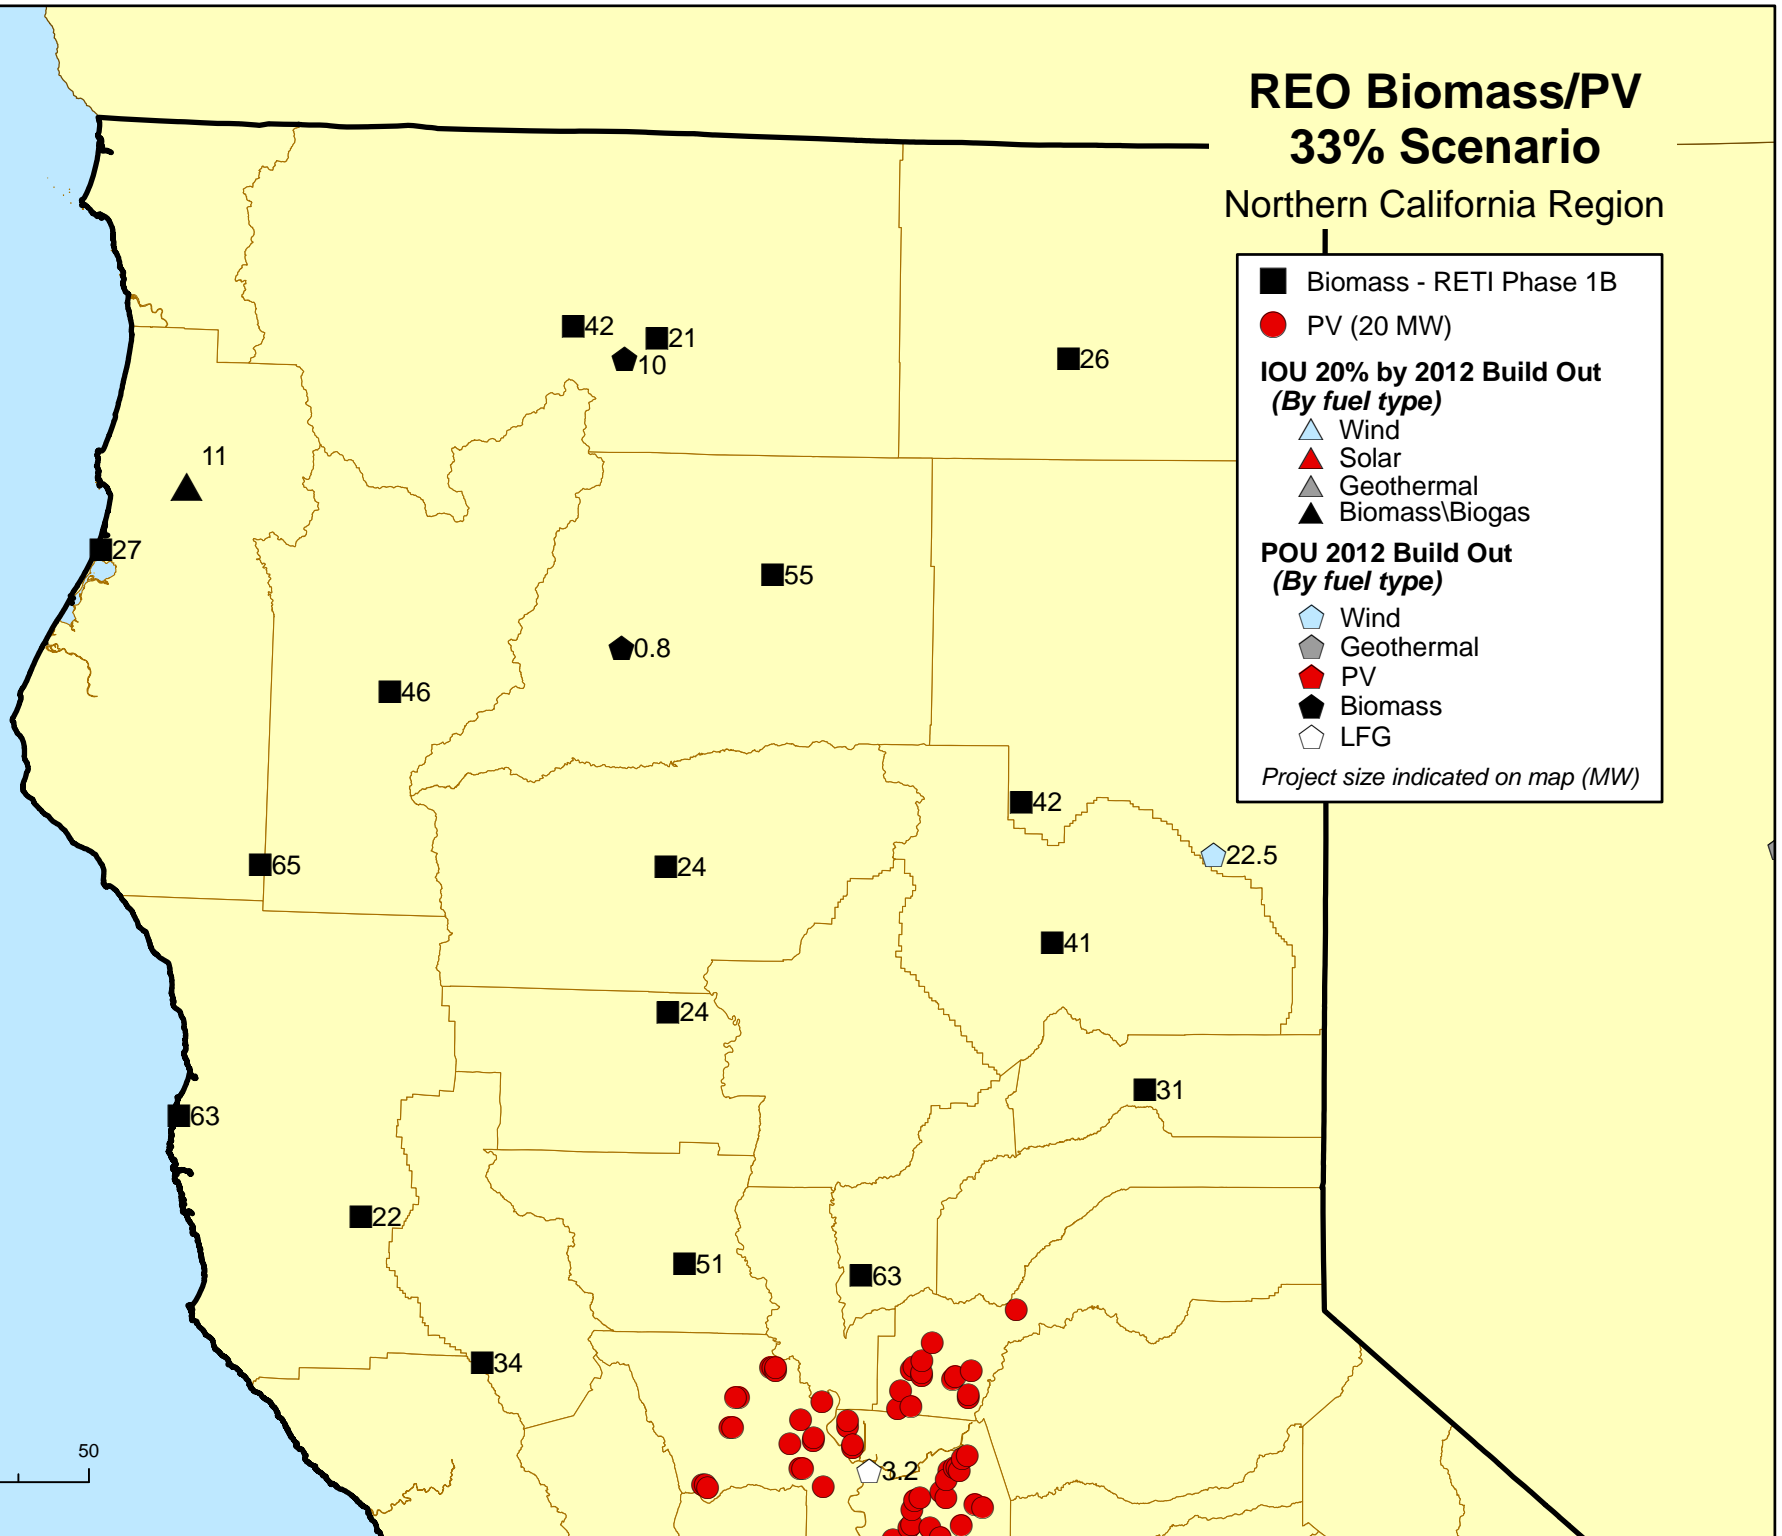 REO Biomass/PV
33% Scenario
Northern California Region
Biomass - RETI Phase 1B
PV (20 MW)
IOU 20% by 2012 Build Out
(By fuel type)
Wind
Solar
Geothermal
Biomass\Biogas
POU 2012 Build Out
(By fuel type)
Wind
Geothermal
PV
Biomass
LFG
Project size indicated on map (MW)
42
21
10
26
11
27
55
0.8
46
42
22.5
65
24
41
24
31
63
22
51
63
34
50
3.2